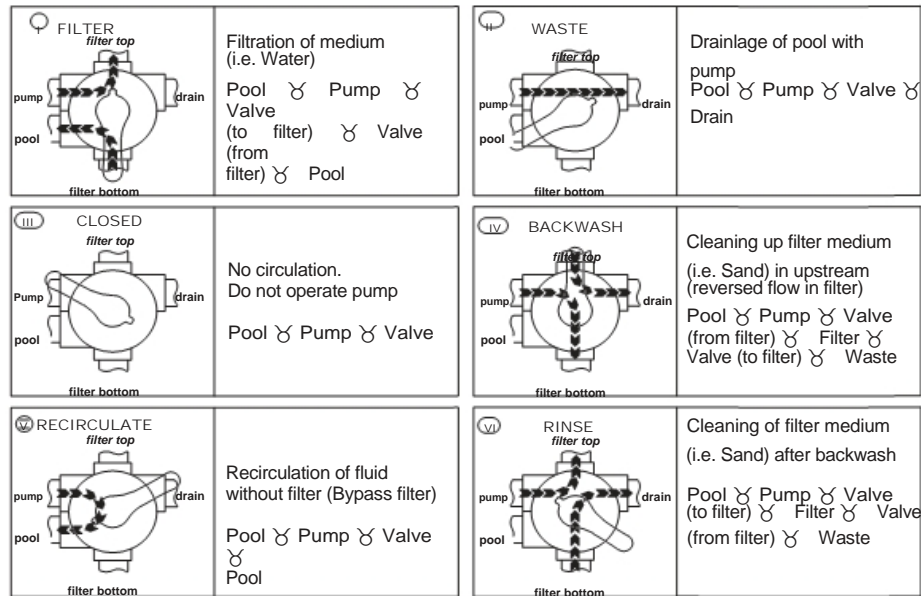 I FILTER
filter top
pump
drain
pool
filter bottom
Filtration of medium
(i.e. Water)
Pool ♉ Pump ♉
Valve
(to filter) ♉ Valve
(from
filter) ♉ Pool
II WASTE
filter top
pump
drain
pool
filter bottom
Drainlage of pool with
pump
Pool ♉ Pump ♉ Valve ♉
Drain
III CLOSED
filter top
Pump
drain
pool
filter bottom
No circulation.
Do not operate pump
Pool ♉ Pump ♉ Valve
IV BACKWASH
filter top
pump
drain
pool
filter bottom
Cleaning up filter medium
(i.e. Sand) in upstream
(reversed flow in filter)
Pool ♉ Pump ♉ Valve
(from filter) ♉ Filter ♉
Valve (to filter) ♉ Waste
V RECIRCULATE
filter top
pump
drain
pool
filter bottom
Recirculation of fluid
without filter (Bypass filter)
Pool ♉ Pump ♉ Valve
♉
Pool
VI RINSE
filter top
pump
drain
pool
filter bottom
Cleaning of filter medium
(i.e. Sand) after backwash
Pool ♉ Pump ♉ Valve
(to filter) ♉ Filter ♉ Valve
(from filter) ♉ Waste